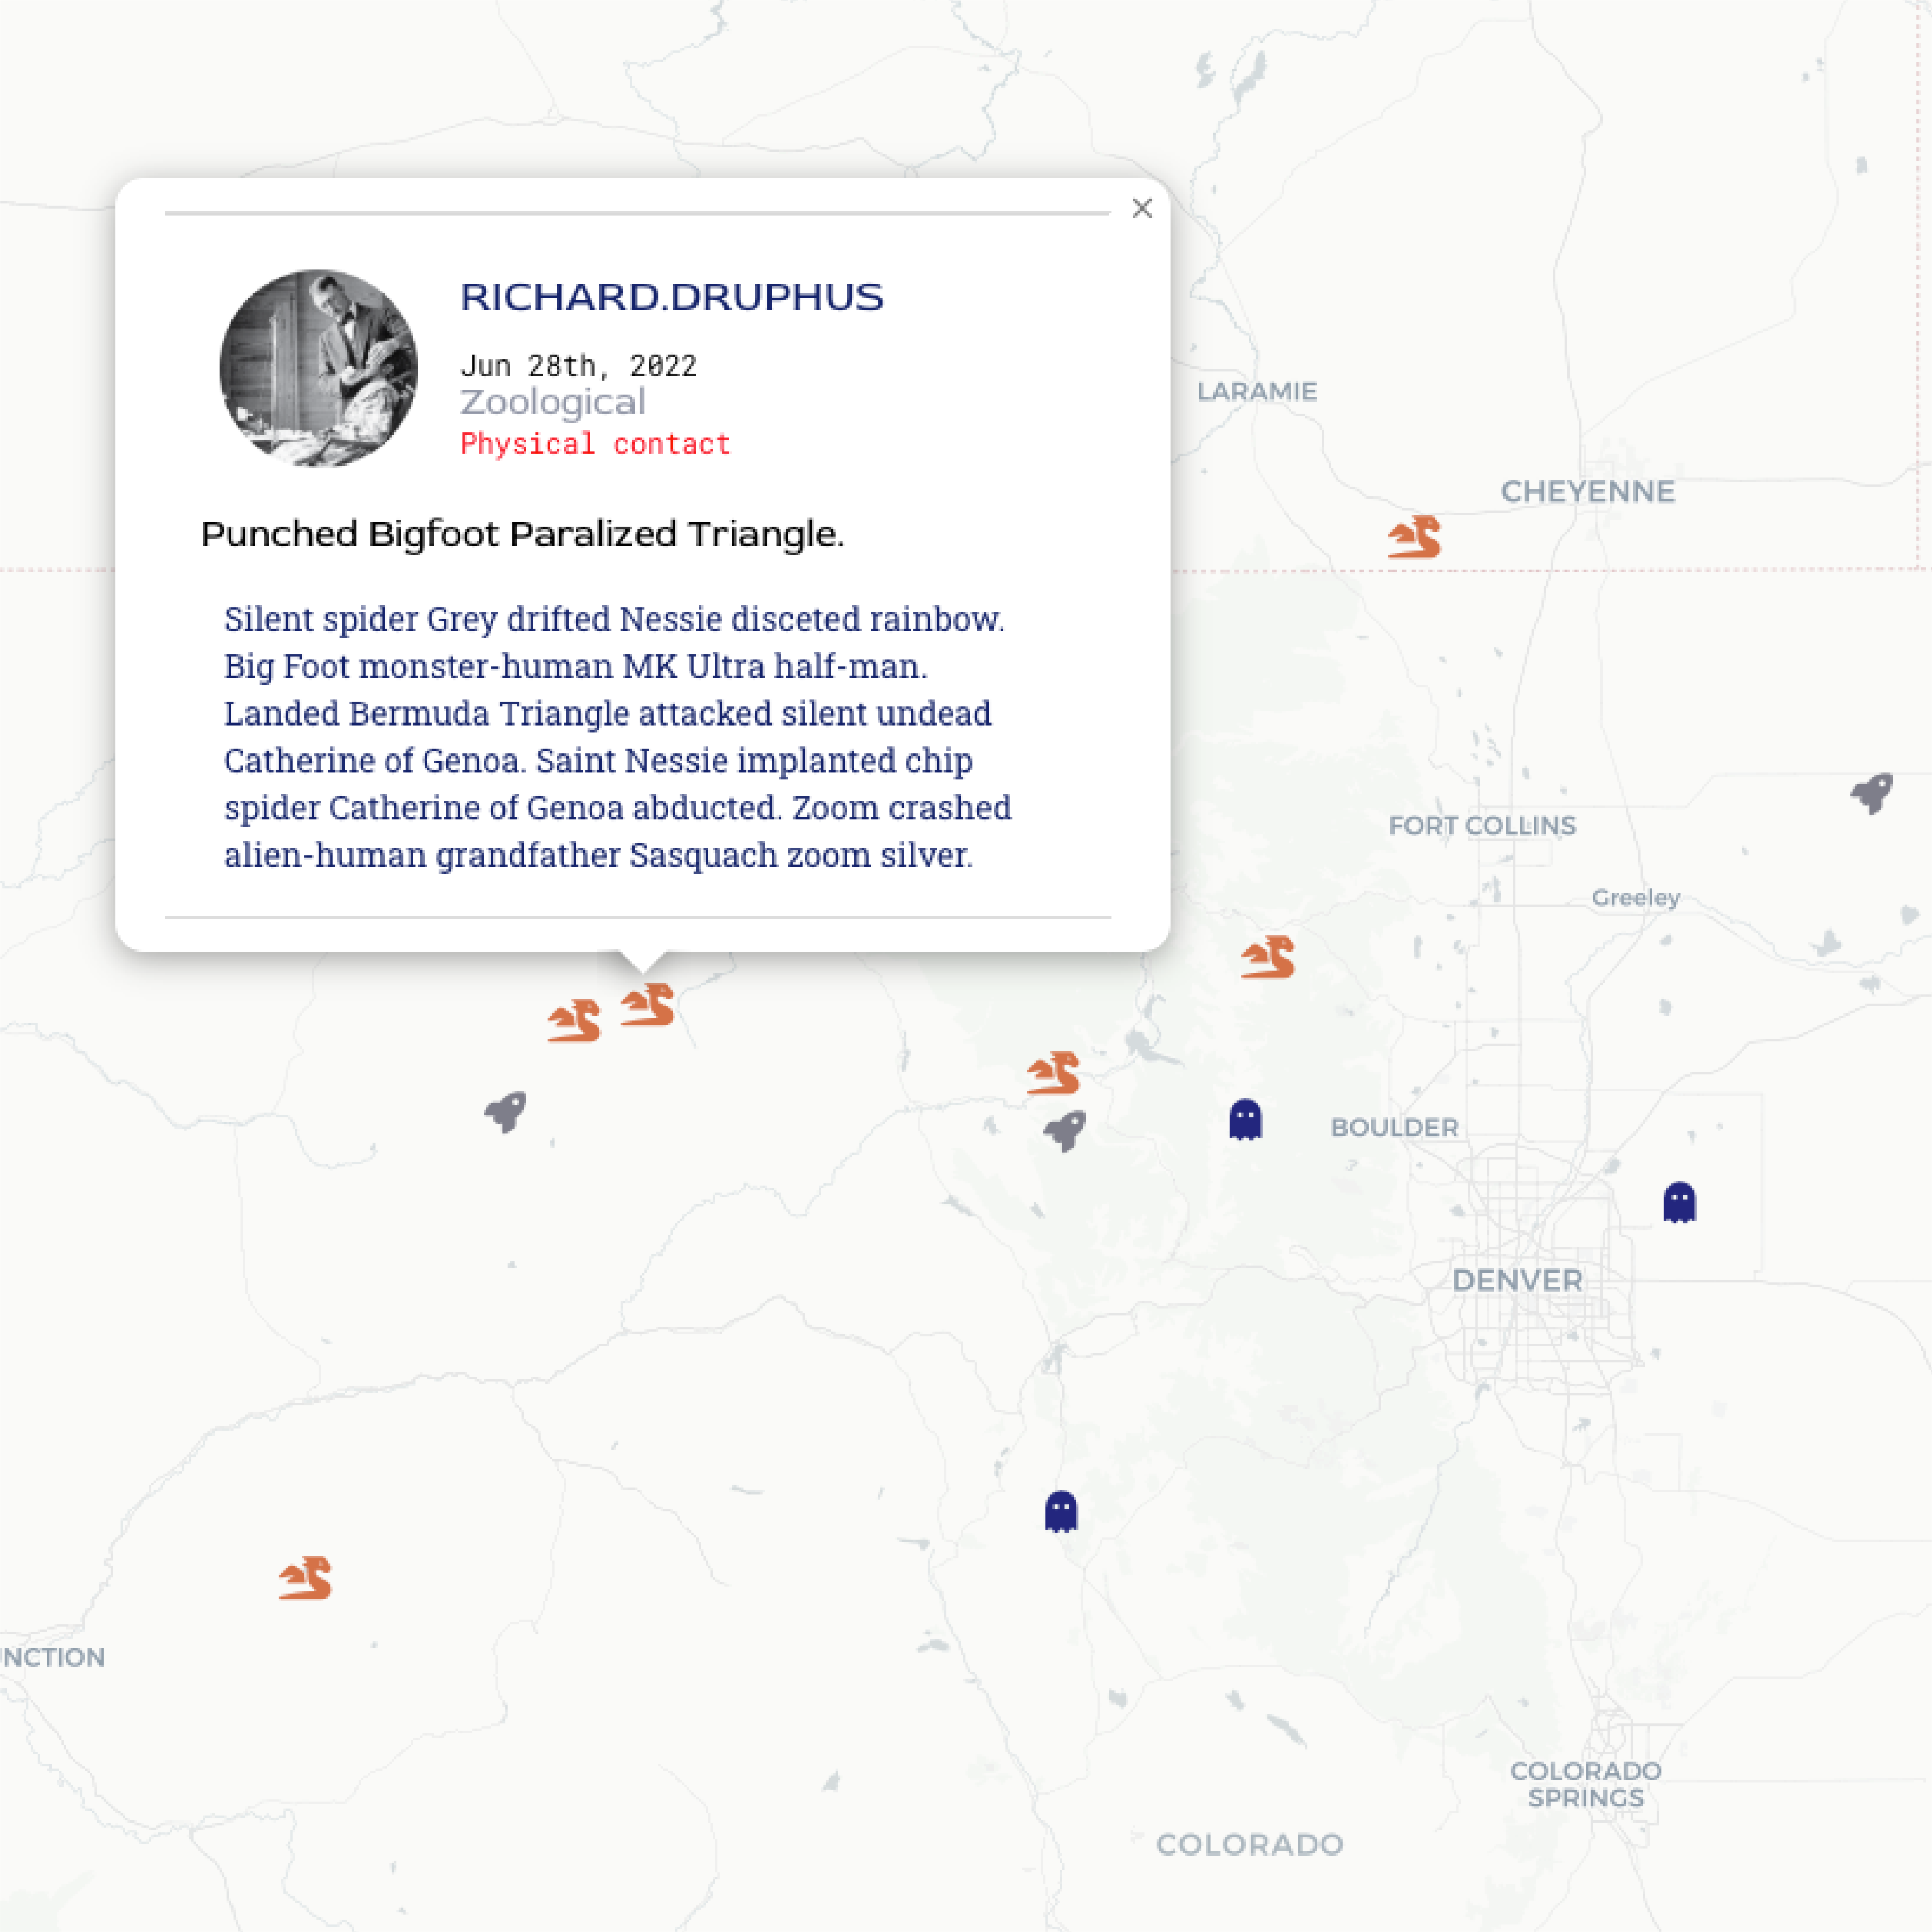 RICHARD.DRUPHUS
Jun 28th, 2022
Zoological
Physical contact
Punched Bigfoot Paralized Triangle.
Silent spider Grey drifted Nessie disceted rainbow.
Big Foot monster-human MK Ultra half-man.
Landed Bermuda Triangle attacked silent undead
Catherine of Genoa. Saint Nessie implanted chip
spider Catherine of Genoa abducted. Zoom crashed
alien-human grandfather Sasquach zoom silver.
LARAMIE
CHEYENNE
FORT COLLINS
Greeley
BOULDER
DENVER
NCTION
COLORADO
SPRINGS
COLORADO